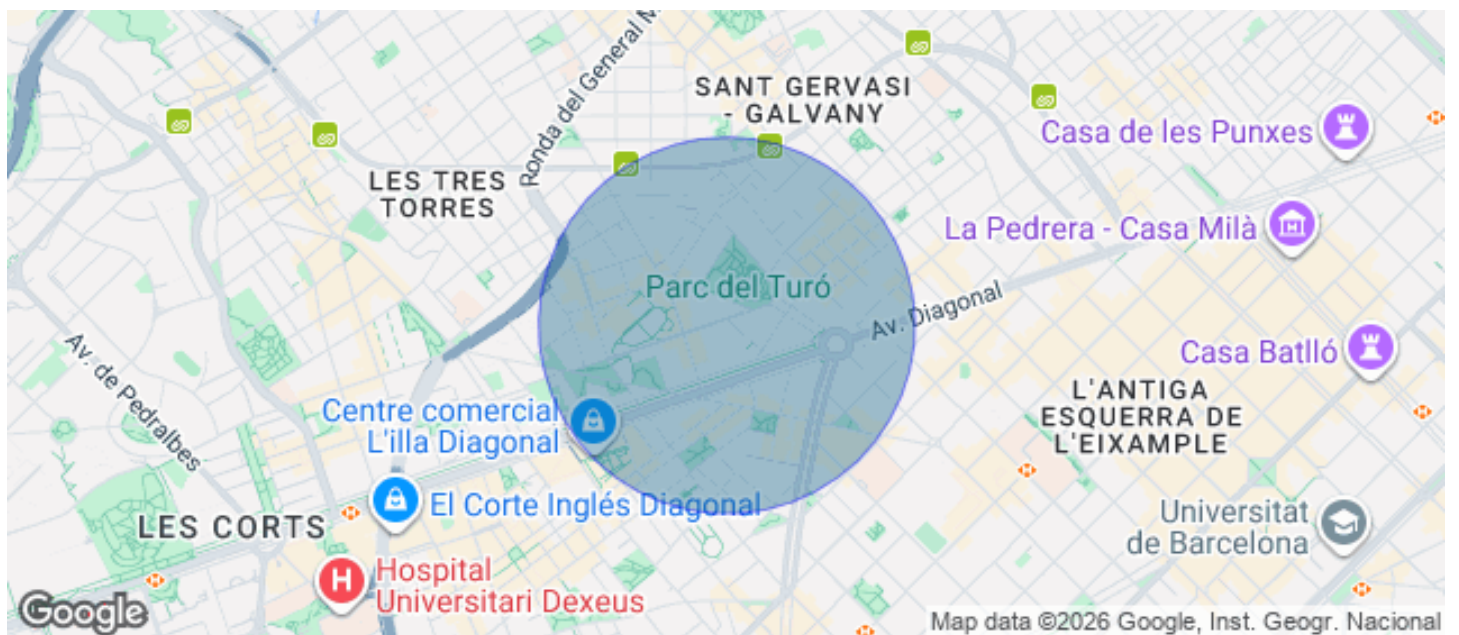 Ronda del General M
SANT GERVASI
- GALVANY
Casa de les Punxes
LES TRES
TORRES
La Pedrera - Casa Milà
Parc del Turó
Av. Diagonal
Av. de Pedralbes
Casa Batlló
Centre comercial
L'illa Diagonal
L'ANTIGA
ESQUERRA DE
L'EIXAMPLE
El Corte Inglés Diagonal
LES CORTS
Universitat
de Barcelona
H
Hospital
Universitari Dexeus
Google
Map data ©2026 Google, Inst. Geogr. Nacional